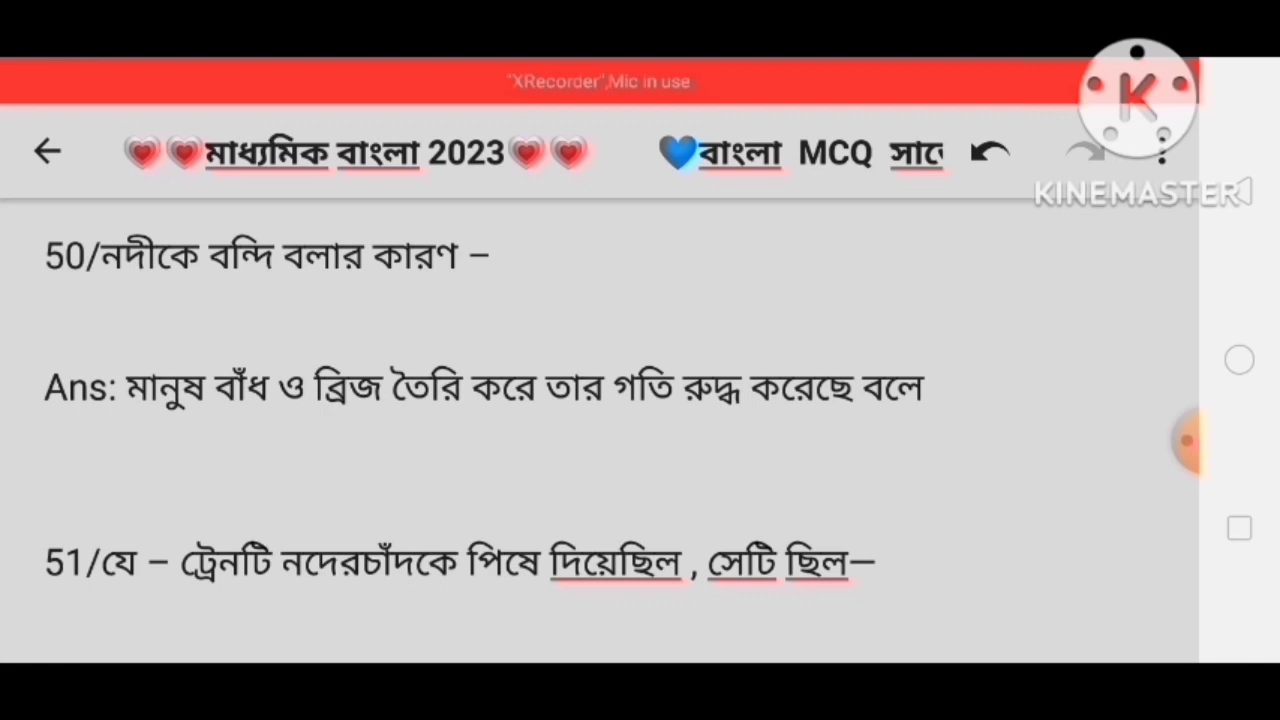 "XRecorder",Mic in use
💗💗মাধ্যমিক বাংলা 2023💗💗 💙বাংলা MCQ
KINEMASTER
50/নদীকে বন্দি বলার কারণ –
Ans: মানুষ বাঁধ ও ব্রিজ তৈরি করে তার গতি রুদ্ধ করেছে বলে
51/যে – ট্রেনটি নদেরচাঁদকে পিষে দিয়েছিল , সেটি ছিল—